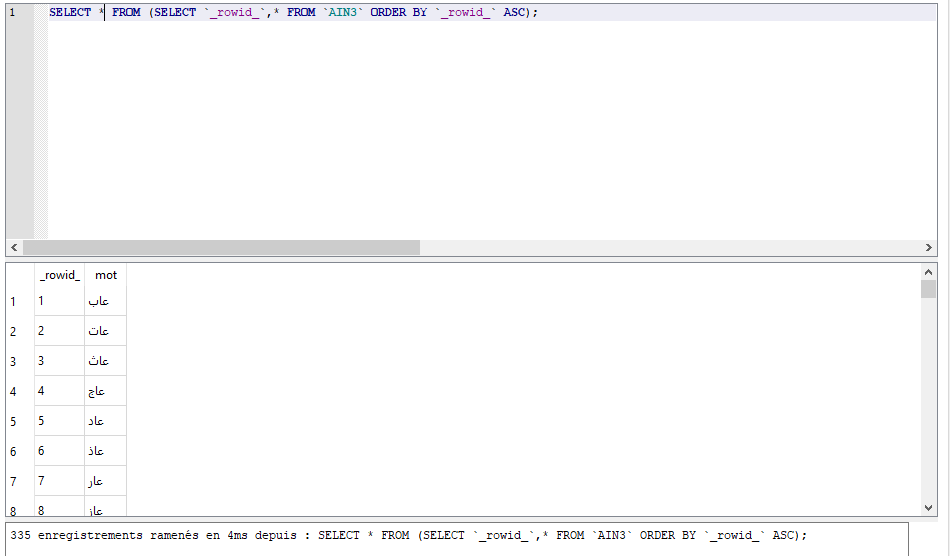 1 SELECT * FROM (SELECT `_rowid_`,* FROM `AIN3` ORDER BY `_rowid_` ASC);
_rowid_ mot
1 1 عاب
2 2 عات
3 3 عاث
4 4 عاج
5 5 عاد
6 6 عاذ
7 7 عار
8 8 عاز
335 enregistrements ramenés en 4ms depuis : SELECT * FROM (SELECT `_rowid_`,* FROM `AIN3` ORDER BY `_rowid_` ASC);